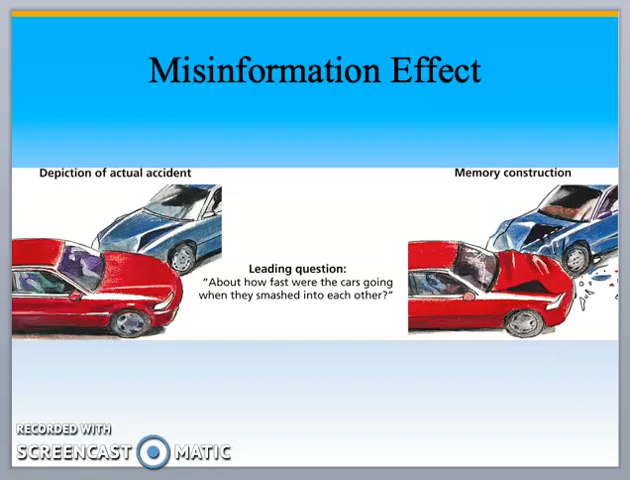 Misinformation Effect
Depiction of actual accident
Memory construction
Leading question:
“About how fast were the cars going
when they smashed into each other?”
RECORDED WITH
SCREENCAST MATIC